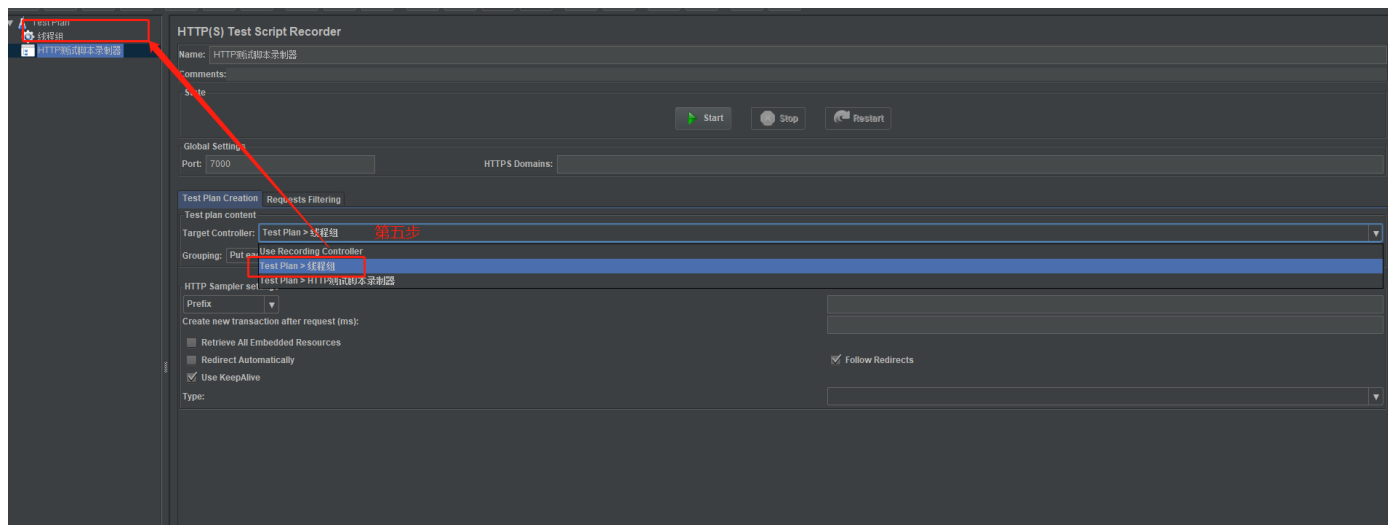 Test Plan
线程组
HTTP测试脚本录制器
HTTP(S) Test Script Recorder
Name: HTTP测试脚本录制器
Comments:
State
Start Stop Restart
Global Settings
Port: 7000 HTTPS Domains:
Test Plan Creation Requests Filtering
Test plan content
Target Controller: Test Plan > 线程组 第五步
Use Recording Controller
Grouping: Put ea
Test Plan > 线程组
Test Plan > HTTP测试脚本录制器
HTTP Sampler se
Prefix
Create new transaction after request (ms):
Retrieve All Embedded Resources
Redirect Automatically Follow Redirects
Use KeepAlive
Type: